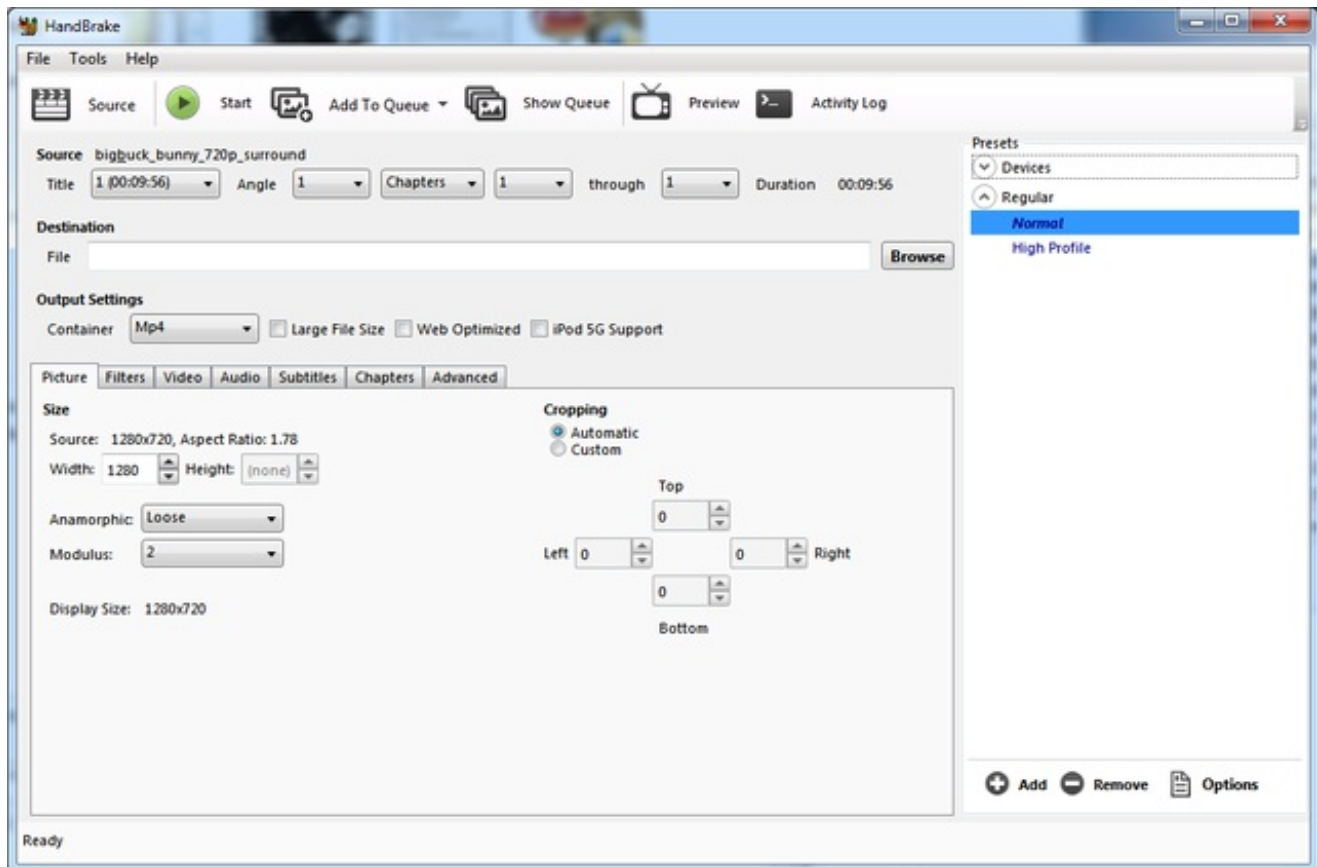 HandBrake
File Tools Help
Source Start Add To Queue Show Queue Preview Activity Log
Source bigbuck_bunny_720p_surround
Title 1 (00:09:56) Angle 1 Chapters 1 through 1 Duration 00:09:56
Destination
File Browse
Output Settings
Container Mp4 Large File Size Web Optimized iPod 5G Support
Picture Filters Video Audio Subtitles Chapters Advanced
Size
Source: 1280x720, Aspect Ratio: 1.78
Width: 1280 Height: (none)
Anamorphic: Loose
Modulus: 2
Display Size: 1280x720
Cropping
Automatic
Custom
Top
0
Left 0 0 Right
0
Bottom
Presets
Devices
Regular
Normal
High Profile
Add Remove Options
Ready